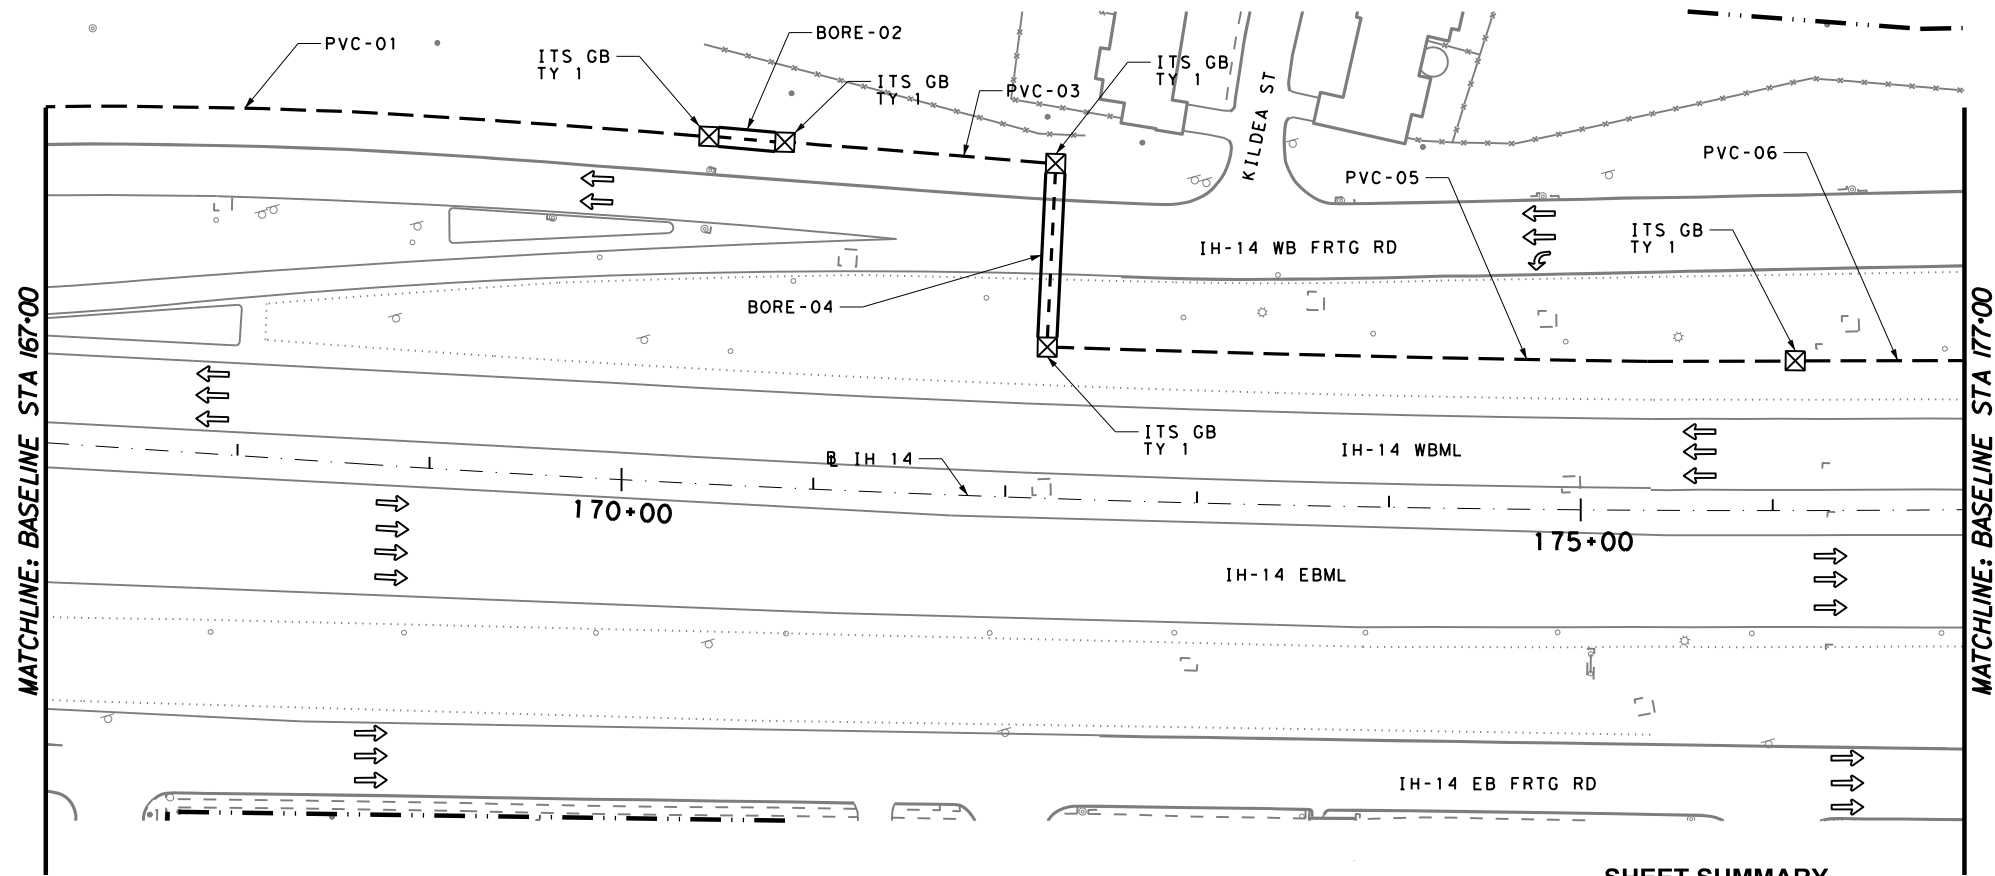 PVC-01
BORE-02
ITS GB
TY 1
ITS GB
TY 1
PVC-03
ITS GB
TY 1
KILDEA ST
PVC-05
PVC-06
ITS GB
TY 1
IH-14 WB FRTG RD
BORE-04
MATCHLINE: BASELINE STA 167+00
MATCHLINE: BASELINE STA 177+00
ITS GB
TY 1
IH-14 WBML
BL IH 14
170+00
175+00
IH-14 EBML
IH-14 EB FRTG RD
SHEET SUMMARY